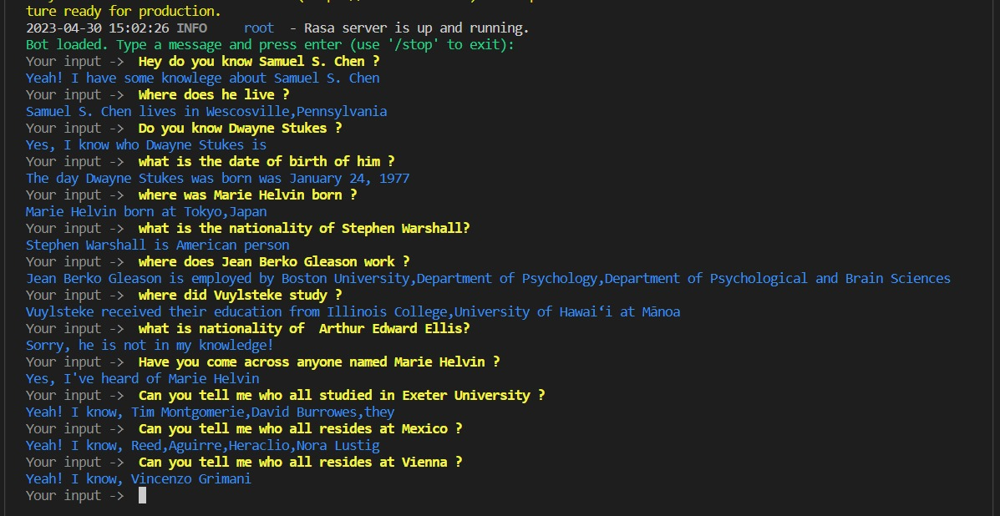 ture ready for production.
2023-04-30 15:02:26 INFO     root  - Rasa server is up and running.
Bot loaded. Type a message and press enter (use '/stop' to exit):
Your input ->  Hey do you know Samuel S. Chen ?
Yeah! I have some knowlege about Samuel S. Chen
Your input ->  Where does he live ?
Samuel S. Chen lives in Wescosville,Pennsylvania
Your input ->  Do you know Dwayne Stukes ?
Yes, I know who Dwayne Stukes is
Your input ->  what is the date of birth of him ?
The day Dwayne Stukes was born was January 24, 1977
Your input ->  where was Marie Helvin born ?
Marie Helvin born at Tokyo,Japan
Your input ->  what is the nationality of Stephen Warshall?
Stephen Warshall is American person
Your input ->  where does Jean Berko Gleason work ?
Jean Berko Gleason is employed by Boston University,Department of Psychology,Department of Psychological and Brain Sciences
Your input ->  where did Vuylsteke study ?
Vuylsteke received their education from Illinois College,University of Hawaiʻi at Mānoa
Your input ->  what is nationality of  Arthur Edward Ellis?
Sorry, he is not in my knowledge!
Your input ->  Have you come across anyone named Marie Helvin ?
Yes, I've heard of Marie Helvin
Your input ->  Can you tell me who all studied in Exeter University ?
Yeah! I know, Tim Montgomerie,David Burrowes,they
Your input ->  Can you tell me who all resides at Mexico ?
Yeah! I know, Reed,Aguirre,Heraclio,Nora Lustig
Your input ->  Can you tell me who all resides at Vienna ?
Yeah! I know, Vincenzo Grimani
Your input ->